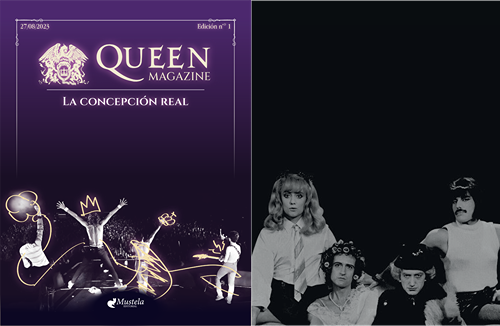 27/08/2023
Edición nº 1
QUEEN
MAGAZINE
LA CONCEPCIÓN REAL
Mustela